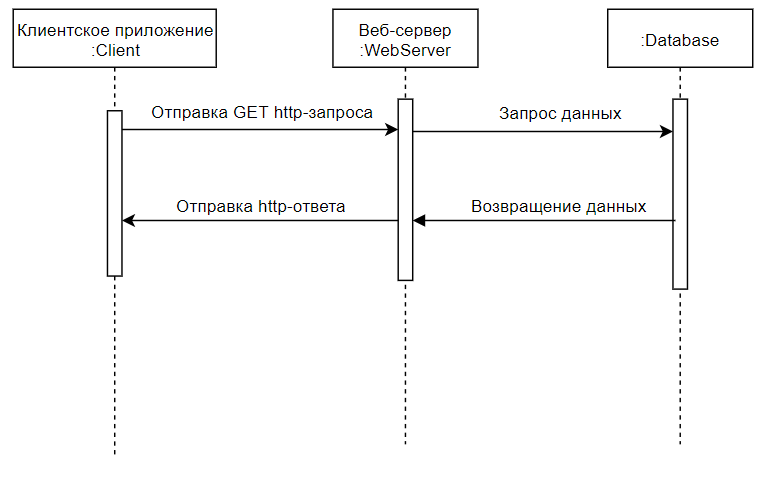 Клиентское приложение
:Client
Веб-сервер
:WebServer
:Database
Отправка GET http-запроса
Запрос данных
Отправка http-ответа
Возвращение данных